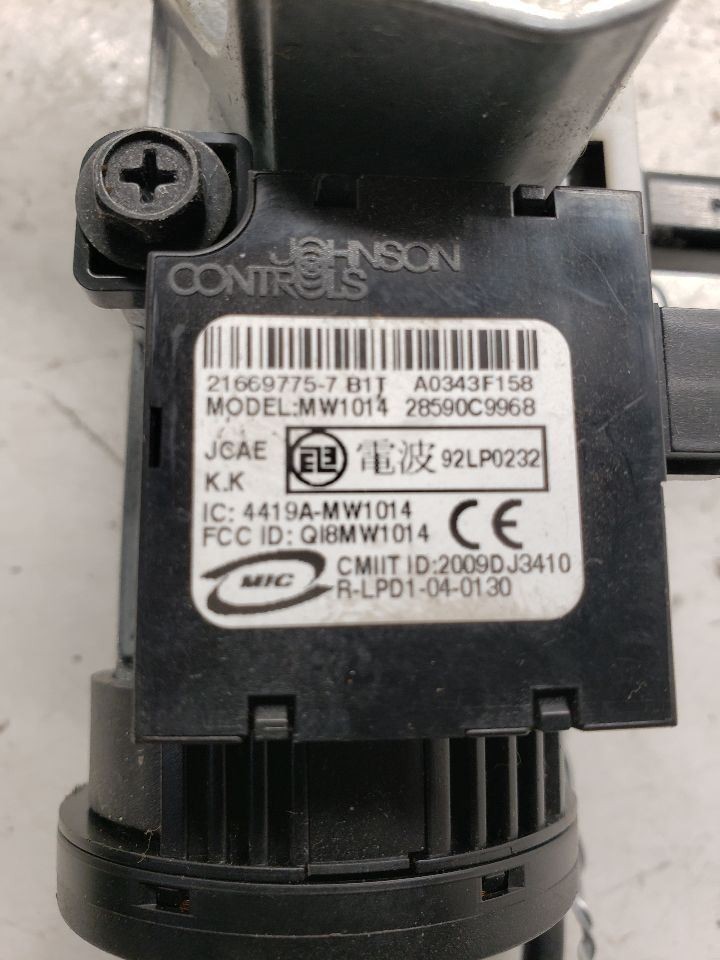 JOHNSON
CONTROLS
21669775-7 B1T A0343F158
MODEL:MW1014 28590C9968
JCAE
K.K
電波 92LP0232
IC: 4419A-MW1014
FCC ID: QI8MW1014 CE
MIC
CMIIT ID:2009DJ3410
R-LPD1-04-0130